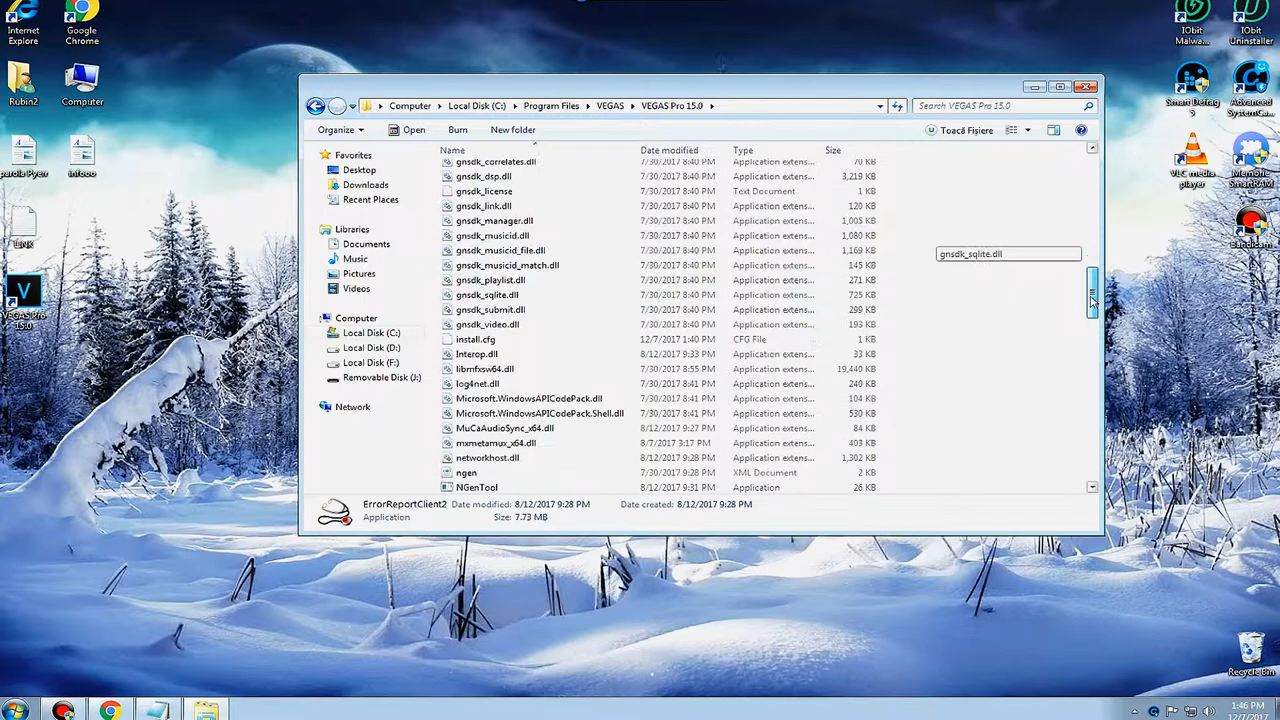 Internet
Explore
Google
Chrome
Rubin2
Computer
parola Pyer
infooo
LINK
VEGAS Pro
15.0
IObit
Malwa...
IObit
Uninstaller
Smart Defrag
5
Advanced
SystemCa...
VLC media
player
Memorie
SmartRAM
Bandicam
Recycle Bin
Computer
Local Disk (C:)
Program Files
VEGAS
VEGAS Pro 15.0
Search VEGAS Pro 15.0
Organize
Open
Burn
New folder
Toacă Fișiere
Favorites
Desktop
Downloads
Recent Places
Libraries
Documents
Music
Pictures
Videos
Computer
Local Disk (C:)
Local Disk (D:)
Local Disk (F:)
Removable Disk (J:)
Network
Name Date modified Type Size
gnsdk_correlates.dll 7/30/2017 8:40 PM Application extens... 70 KB
gnsdk_dsp.dll 7/30/2017 8:40 PM Application extens... 3,219 KB
gnsdk_license 7/30/2017 8:40 PM Text Document 1 KB
gnsdk_link.dll 7/30/2017 8:40 PM Application extens... 120 KB
gnsdk_manager.dll 7/30/2017 8:40 PM Application extens... 1,005 KB
gnsdk_musicid.dll 7/30/2017 8:40 PM Application extens... 1,080 KB
gnsdk_musicid_file.dll 7/30/2017 8:40 PM Application extens... 1,169 KB
gnsdk_musicid_match.dll 7/30/2017 8:40 PM Application extens... 145 KB
gnsdk_playlist.dll 7/30/2017 8:40 PM Application extens... 271 KB
gnsdk_sqlite.dll 7/30/2017 8:40 PM Application extens... 725 KB
gnsdk_submit.dll 7/30/2017 8:40 PM Application extens... 299 KB
gnsdk_video.dll 7/30/2017 8:40 PM Application extens... 193 KB
install.cfg 12/7/2017 1:40 PM CFG File 1 KB
Interop.dll 8/12/2017 9:33 PM Application extens... 33 KB
libmfxsw64.dll 7/30/2017 8:55 PM Application extens... 19,440 KB
log4net.dll 7/30/2017 8:41 PM Application extens... 240 KB
Microsoft.WindowsAPICodePack.dll 7/30/2017 8:41 PM Application extens... 104 KB
Microsoft.WindowsAPICodePack.Shell.dll 7/30/2017 8:41 PM Application extens... 530 KB
MuCaAudioSync_x64.dll 8/12/2017 9:27 PM Application extens... 84 KB
mxmetamux_x64.dll 8/7/2017 3:17 PM Application extens... 403 KB
networkhost.dll 8/12/2017 9:28 PM Application extens... 1,302 KB
ngen 7/30/2017 8:41 PM XML Document 2 KB
NGenTool 8/12/2017 9:31 PM Application 26 KB
gnsdk_sqlite.dll
ErrorReportClient2 Date modified: 8/12/2017 9:28 PM Date created: 8/12/2017 9:28 PM
Application Size: 7.73 MB
1:46 PM
12/7/2017